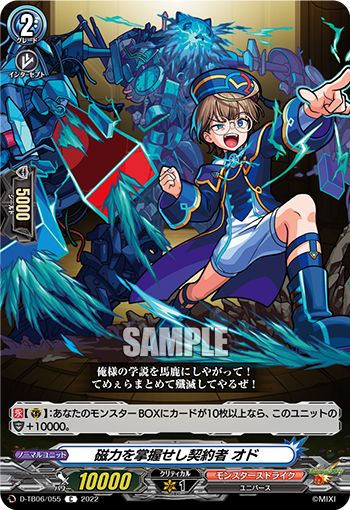 2
グレード
インターセプト
5000
シールド
SAMPLE
俺様の学説を馬鹿にしやがって！
てめぇらまとめて殲滅してやるぜ！
永 :あなたのモンスターBOXにカードが10枚以上なら、このユニットの
+10000。
ノーマルユニット
磁力を掌握せし契約者 オド
パワー 10000
クリティカル
1
モンスターストライク
ユニバース
D-TB06/055 C 2022
©MIXI